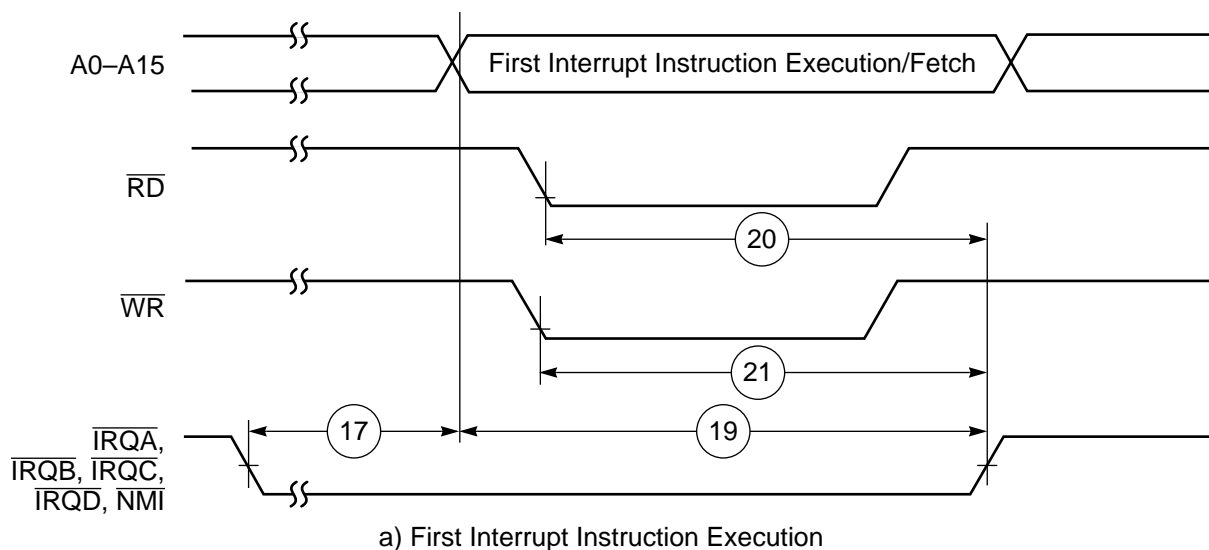 A0–A15
First Interrupt Instruction Execution/Fetch
RD
20
WR
21
17
19
IRQA,
IRQB, IRQC,
IRQD, NMI
a) First Interrupt Instruction Execution